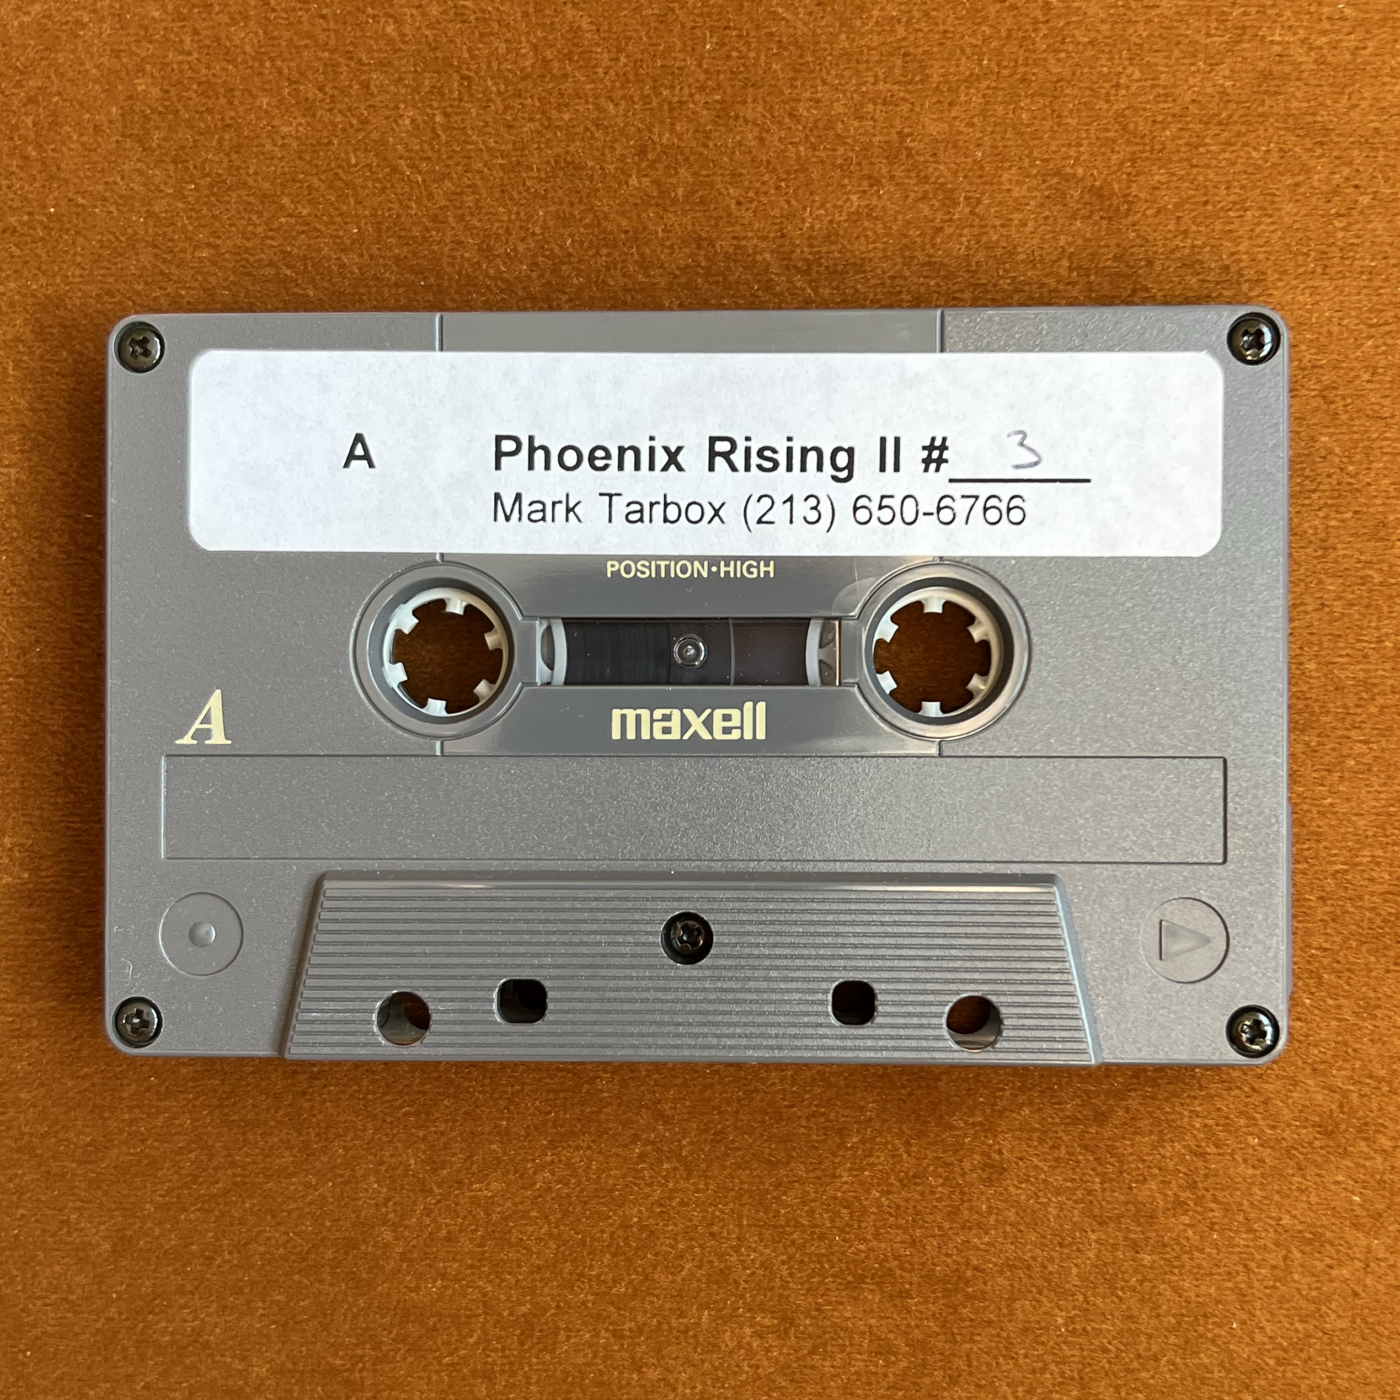 A Phoenix Rising II # 3
Mark Tarbox (213) 650-6766
POSITION•HIGH
maxell
A